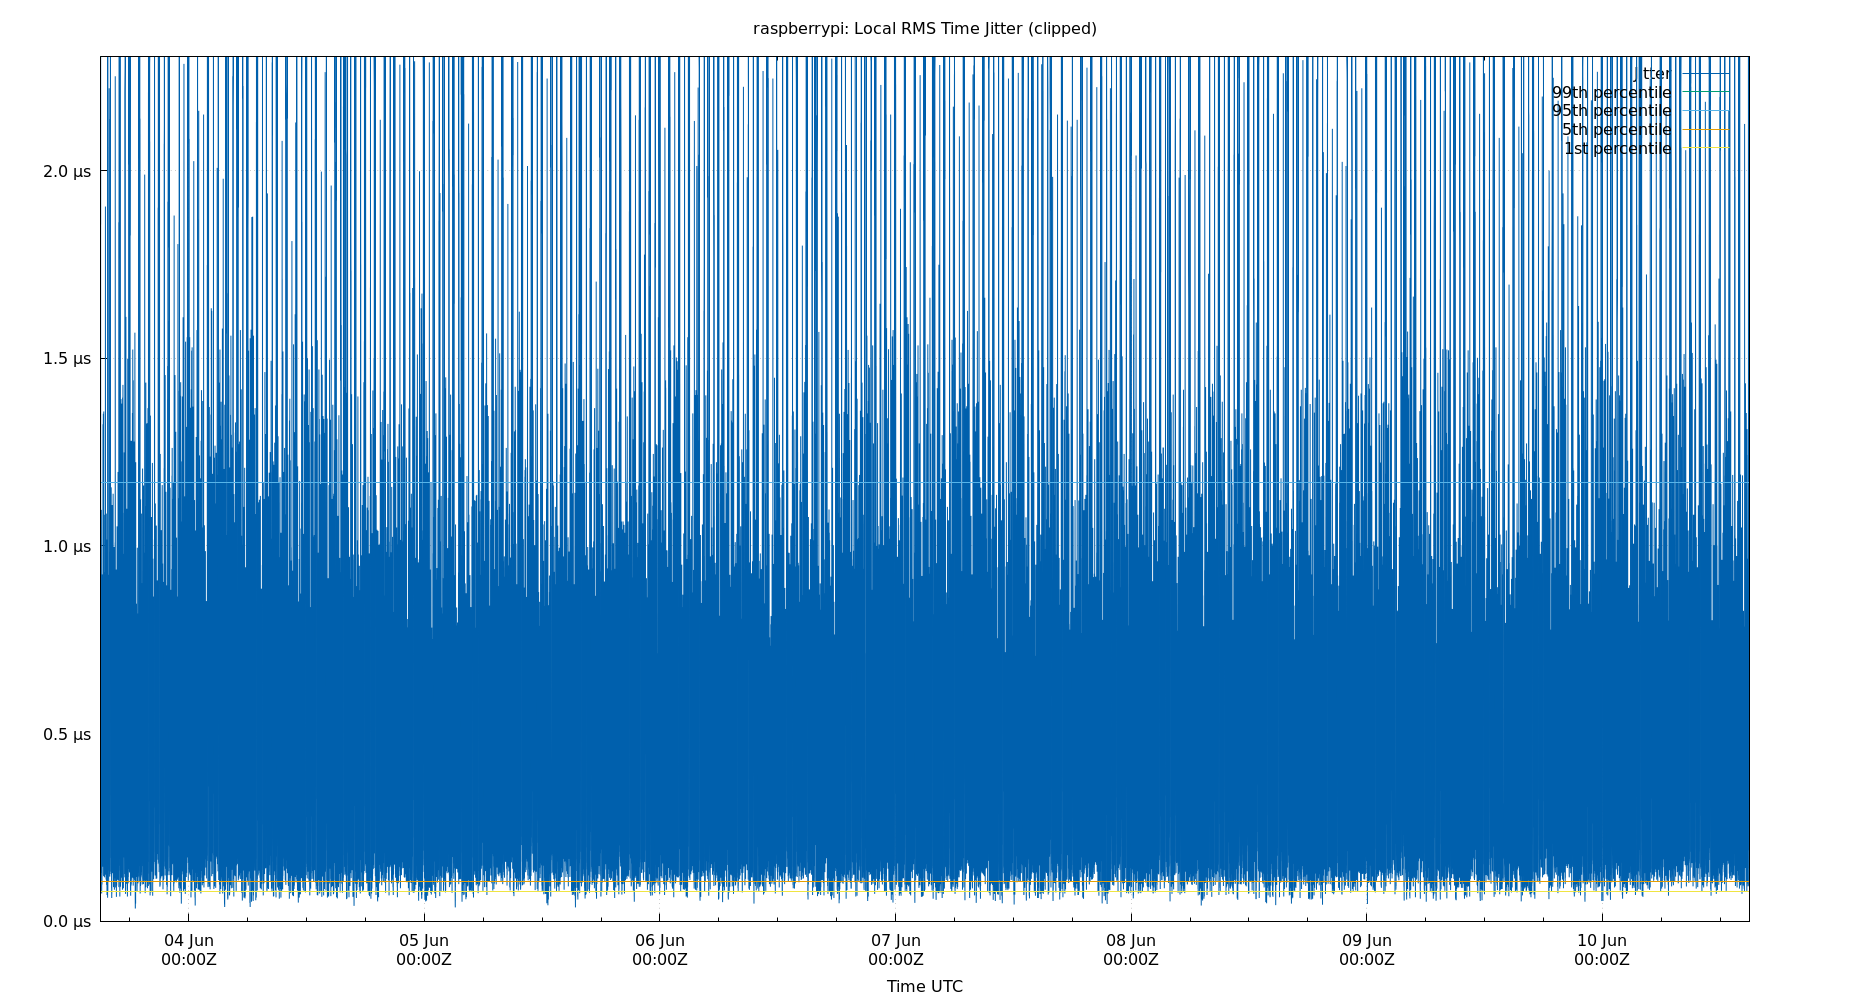 raspberrypi: Local RMS Time Jitter (clipped)
jitter
99th percentile
95th percentile
5th percentile
1st percentile
2.0 μs
1.5 μs
1.0 μs
0.5 μs
0.0 μs
04 Jun 05 Jun 06 Jun 07 Jun 08 Jun 09 Jun 10 Jun
00:00Z 00:00Z 00:00Z 00:00Z 00:00Z 00:00Z 00:00Z
Time UTC